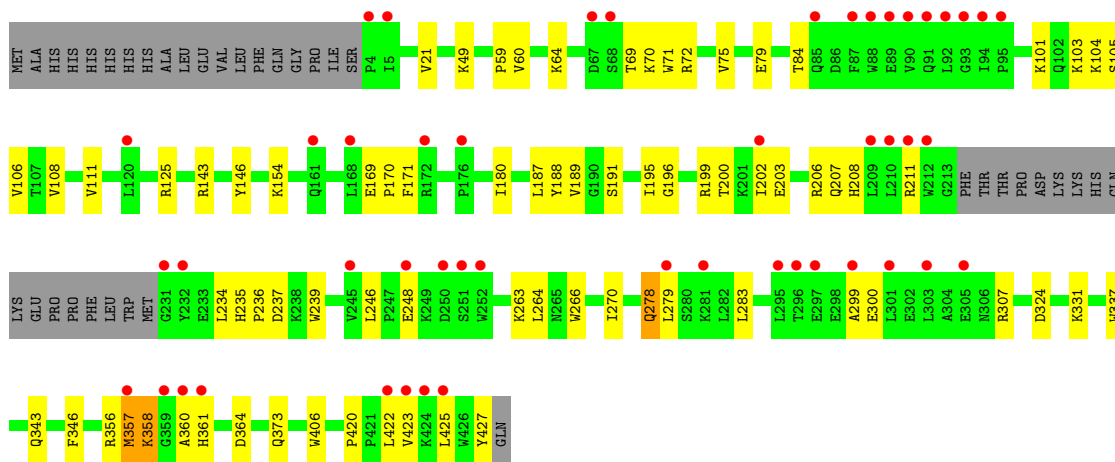 MET ALA HIS HIS HIS HIS HIS HIS ALA LEU GLU VAL LEU PHE GLN GLY PRO ILE SER P4 I5 V21 K49 P59 V60 K64 D67 S68 T69 K70 W71 R72 V75 E79 T84 Q85 D86 F87 W88 E89 V90 Q91 L92 G93 I94 P95 K101 Q102 K103 K104 S105
V106 T107 V108 V111 L120 R125 R143 Y146 K154 Q161 L168 E169 P170 F171 R172 P176 I180 L187 Y188 V189 G190 S191 I195 G196 R199 T200 K201 I202 E203 R206 Q207 H208 L209 L210 R211 W212 G213 PHE THR THR PRO ASP LYS LYS HIS GLN
LYS GLU PRO PRO PHE LEU TRP MET G231 Y232 E233 L234 H235 P236 D237 K238 W239 V245 L246 P247 E248 K249 D250 S251 W252 K263 L264 N265 W266 I270 Q278 L279 S280 K281 L282 L283 L295 T296 E297 E298 A299 E300 L301 E302 L303 A304 E305 N306 R307 D324 K331 W337
Q343 F346 R356 M357 K358 G359 A360 H361 D364 Q373 W406 P420 P421 L422 V423 K424 L425 W426 Y427 GLN